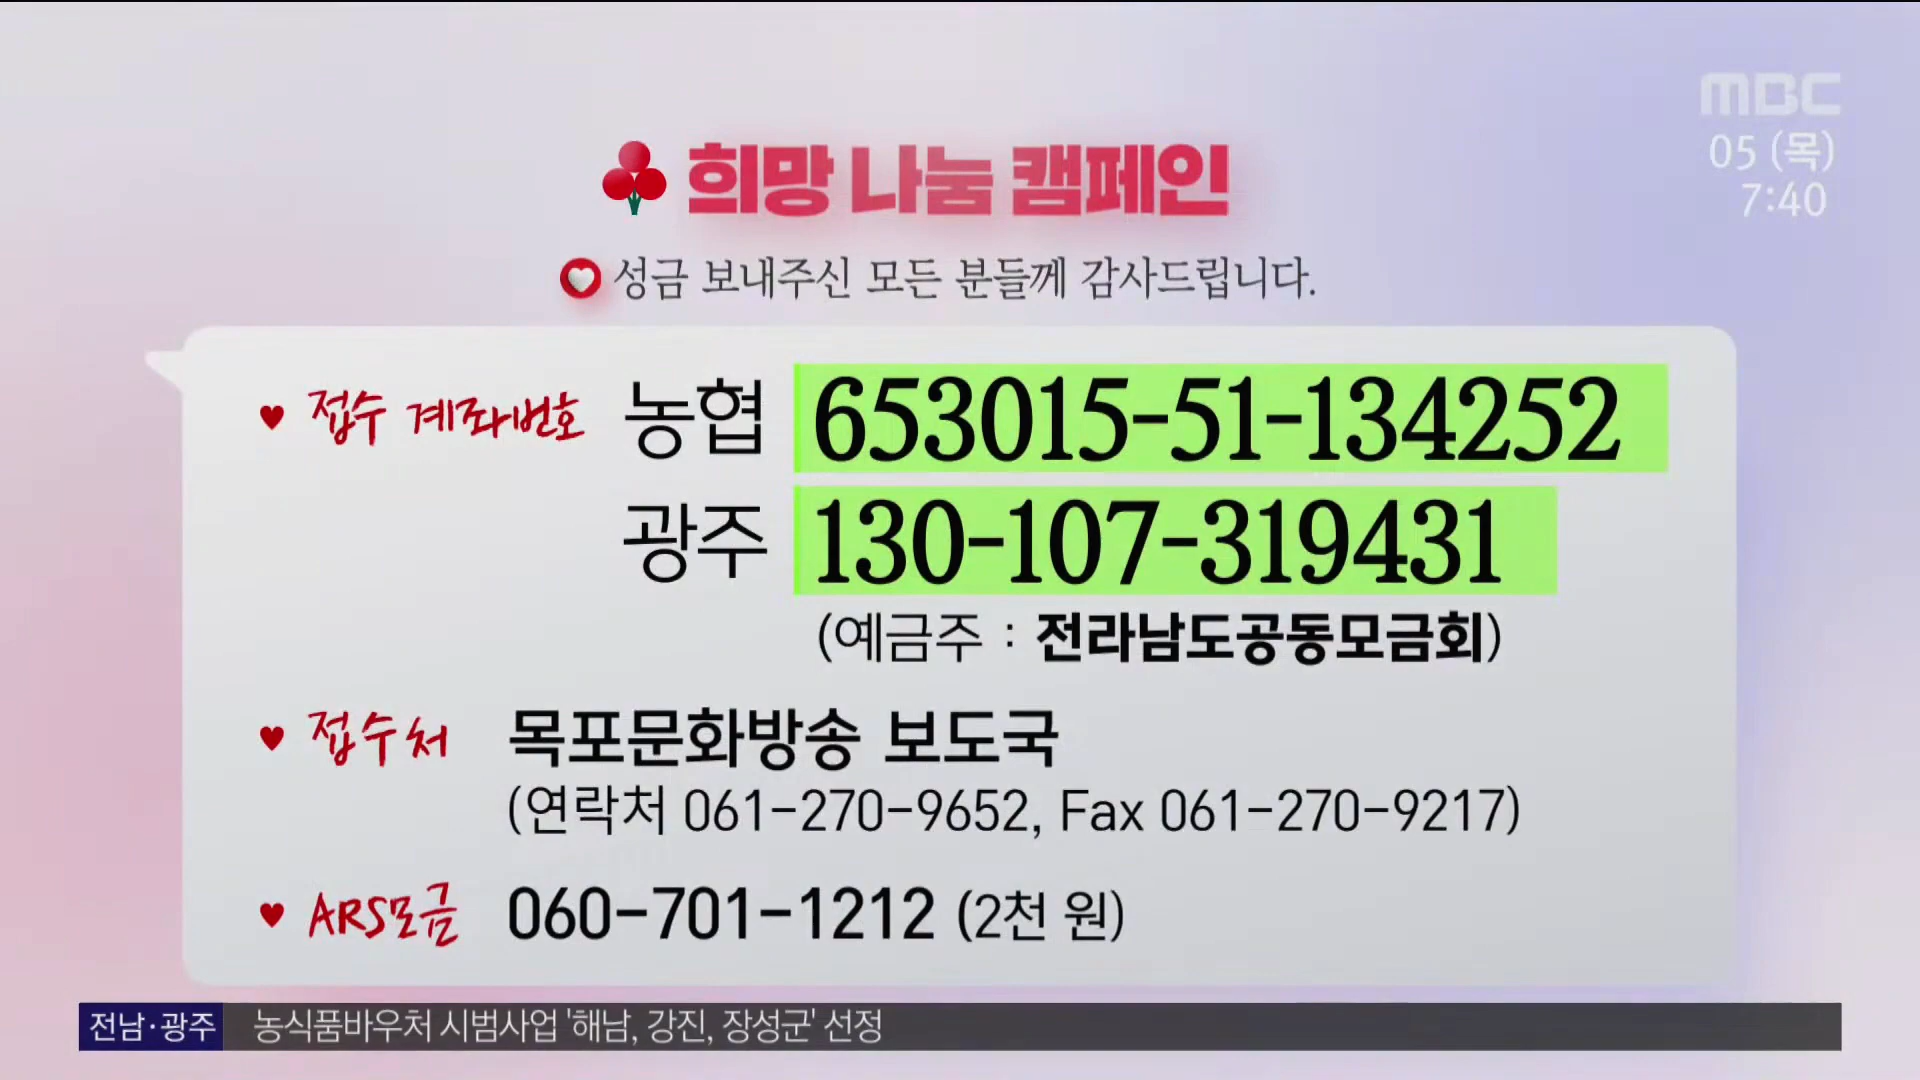 MBC
05 (목)
7:40
희망 나눔 캠페인
성금 보내주신 모든 분들께 감사드립니다.
접수 계좌번호 농협 653015-51-134252
광주 130-107-319431
(예금주 : 전라남도공동모금회)
접수처 목포문화방송 보도국
(연락처 061-270-9652, Fax 061-270-9217)
ARS모금 060-701-1212 (2천 원)
전남·광주 농식품바우처 시범사업 '해남, 강진, 장성군' 선정